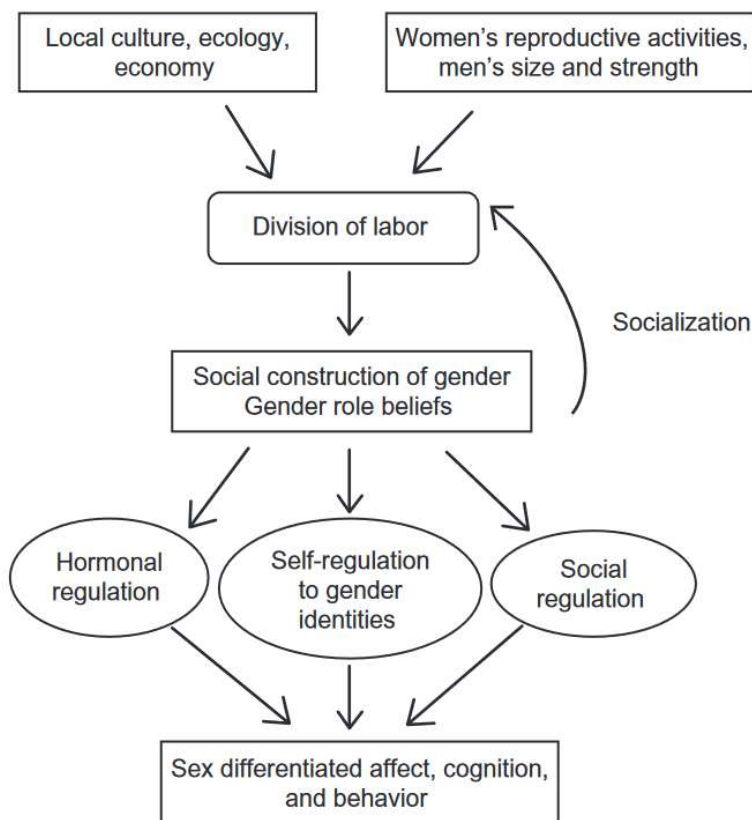 Local culture, ecology,
economy
Women's reproductive activities,
men's size and strength
Division of labor
Socialization
Social construction of gender
Gender role beliefs
Hormonal
regulation
Self-regulation
to gender
identities
Social
regulation
Sex differentiated affect, cognition,
and behavior